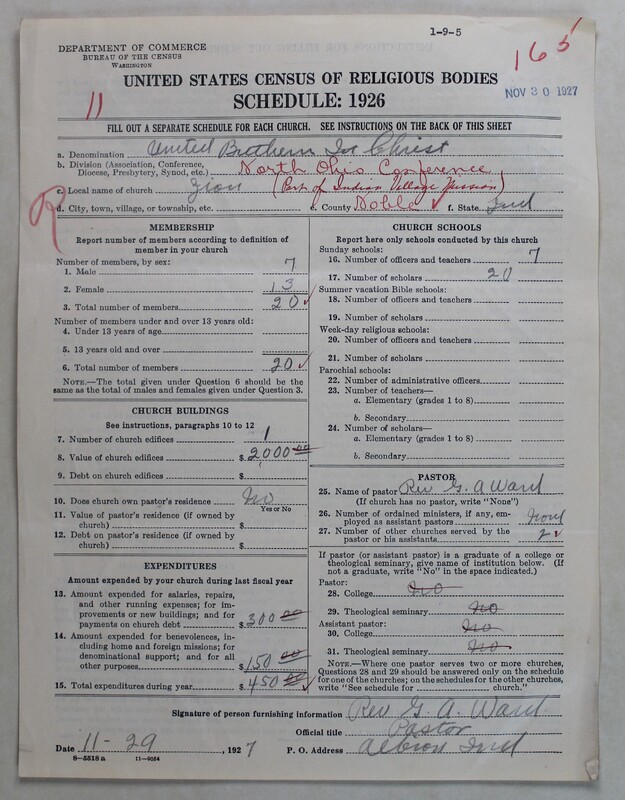 1-9-5
DEPARTMENT OF COMMERCE
BUREAU OF THE CENSUS
WASHINGTON
165
NOV 30 1927
UNITED STATES CENSUS OF RELIGIOUS BODIES
11
SCHEDULE: 1926
FILL OUT A SEPARATE SCHEDULE FOR EACH CHURCH. SEE INSTRUCTIONS ON THE BACK OF THIS SHEET
a. Denomination United Brethern In Christ
b. Division (Association, Conference, Diocese, Presbytery, Synod, etc.) North Ohio Conference
c. Local name of church Zion (Part of Indian Village Mission)
R
d. City, town, village, or township, etc. e. County Noble f. State Ind
MEMBERSHIP
Report number of members according to definition of
member in your church
Number of members, by sex:
1. Male 7
2. Female 13
3. Total number of members 20
Number of members under and over 13 years old:
4. Under 13 years of age
5. 13 years old and over
6. Total number of members 20
NOTE.—The total given under Question 6 should be the
same as the total of males and females given under Question 3.
CHURCH BUILDINGS
See instructions, paragraphs 10 to 12
7. Number of church edifices 1
8. Value of church edifices $ 2000.00
9. Debt on church edifices $
10. Does church own pastor's residence No
Yes or No
11. Value of pastor's residence (if owned by
church) $
12. Debt on pastor's residence (if owned by
church) $
EXPENDITURES
Amount expended by your church during last fiscal year
13. Amount expended for salaries, repairs,
and other running expenses; for im-
provements or new buildings; and for
payments on church debt $ 300 00
14. Amount expended for benevolences, in-
cluding home and foreign missions; for
denominational support; and for all
other purposes $ 150 00
15. Total expenditures during year $ 450 00
CHURCH SCHOOLS
Report here only schools conducted by this church
Sunday schools:
16. Number of officers and teachers 7
17. Number of scholars 20
Summer vacation Bible schools:
18. Number of officers and teachers
19. Number of scholars
Week-day religious schools:
20. Number of officers and teachers
21. Number of scholars
Parochial schools:
22. Number of administrative officers
23. Number of teachers—
a. Elementary (grades 1 to 8)
b. Secondary
24. Number of scholars—
a. Elementary (grades 1 to 8)
b. Secondary
PASTOR
25. Name of pastor Rev G. A Ward
(If church has no pastor, write "None")
26. Number of ordained ministers, if any, em-
ployed as assistant pastors None
27. Number of other churches served by the
pastor or his assistants 2
If pastor (or assistant pastor) is a graduate of a college or
theological seminary, give name of institution below. (If
not a graduate, write "No" in the space indicated.)
Pastor:
28. College No
29. Theological seminary No
Assistant pastor:
30. College No
31. Theological seminary No
NOTE.—Where one pastor serves two or more churches,
Questions 28 and 29 should be answered only on the schedule
for one of the churches; on the schedules for the other churches,
write "See schedule for church."
Signature of person furnishing information Rev G. A. Ward
Official title Pastor
Date 11-29, 1927 P. O. Address Albion Ind
8-5518 a 11-9054